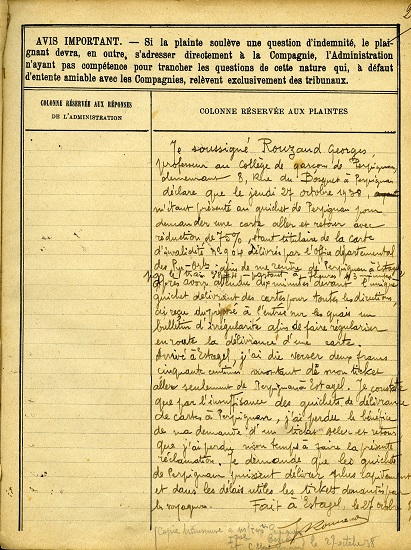 AVIS IMPORTANT. — Si la plainte soulève une question d'indemnité, le plai-
gnant devra, en outre, s'adresser directement à la Compagnie, l'Administration
n'ayant pas compétence pour trancher les questions de cette nature qui, à défaut
d'entente amiable avec les Compagnies, relèvent exclusivement des tribunaux.
COLONNE RÉSERVÉE AUX RÉPONSES
DE L'ADMINISTRATION
COLONNE RÉSERVÉE AUX PLAINTES
Je soussigné Rouzaud Georges,
professeur au Collège de garçons de Perpignan,
demeurant 8, Rue du Bosquet à Perpignan
déclare que le jeudi 27 octobre 1938,
m'étant présenté au guichet de Perpignan pour
demander une carte aller et retour avec
réduction de 75%, étant titulaire de la Carte
d'invalidité N° 904 délivrée par l'office départemental
des Pyr-Ort afin de me rendre de Perpignan à Estagel
par le train partant à heures 43 minutes
Après avoir attendu dix minutes devant l'unique
guichet délivrant des cartes pour toutes les directions,
j'ai reçu du préposé à l'entrée sur les quais un
bulletin d'irrégularité afin de faire régulariser
en route la délivrance d'une carte.
Arrivé à Estagel, j'ai dû verser deux francs
cinquante centimes montant de mon ticket
aller seulement de Perpignan à Estagel. Je constate
que par l'insuffisance des guichets de délivrance
de cartes à Perpignan, j'ai perdu le bénéfice
de ma demande d'un ticket aller et retour
que j'ai perdu mon temps à faire la présente
réclamation. Je demande que les guichets
de Perpignan puissent délivrer plus rapidement
et dans les délais utiles les tickets demandés par
les voyageurs. Fait à Estagel, le 27 octobre
Copie
le 27 octobre 38